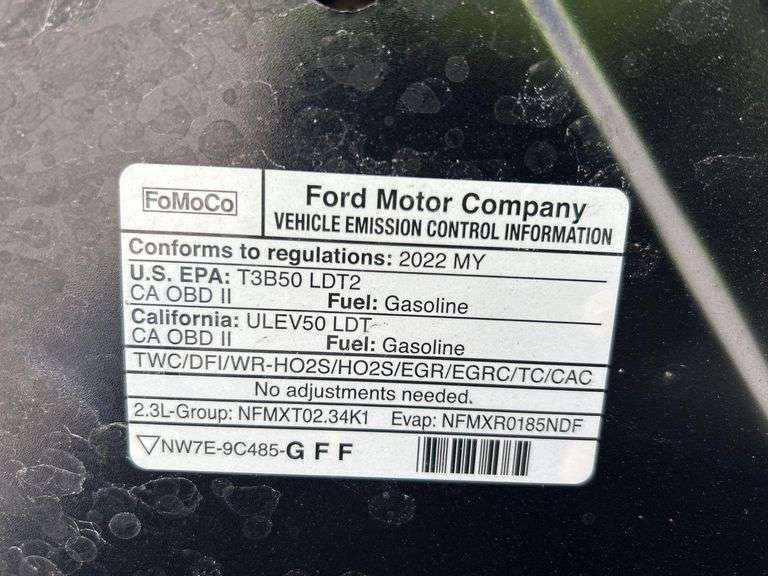 FoMoCo
Ford Motor Company
VEHICLE EMISSION CONTROL INFORMATION
Conforms to regulations: 2022 MY
U.S. EPA: T3B50 LDT2
CA OBD II Fuel: Gasoline
California: ULEV50 LDT
CA OBD II Fuel: Gasoline
TWC/DFI/WR-HO2S/HO2S/EGR/EGRC/TC/CAC
No adjustments needed.
2.3L-Group: NFMXT02.34K1 Evap: NFMXR0185NDF
▽NW7E-9C485-G F F